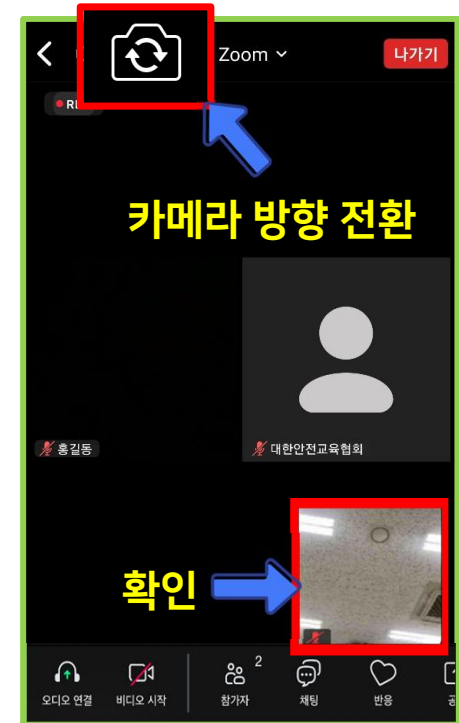 Zoom
나가기
카메라 방향 전환
홍길동
대한안전교육협회
확인
2
오디오 연결
비디오 시작
참가자
채팅
반응